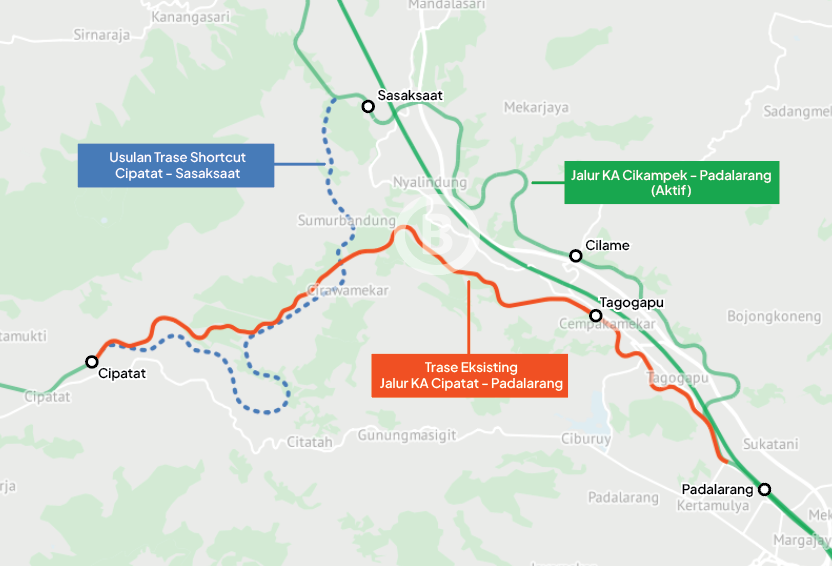 Mandalasari
Kanangasari
Sirnaraja
Sasaksaat
Mekarjaya
Sadangmek
Usulan Trase Shortcut
Cipatat - Sasaksaat
Jalur KA Cikampek - Padalarang
(Aktif)
Nyalindung
Sumurbandung
B
Cilame
Cirawamekar
Tagogapu
Cempakamekar
Bojongkoneng
tamukti
Cipatat
Trase Eksisting
Jalur KA Cipatat - Padalarang
Tagogapu
Cipatat
Citatah
Gunungmasigit
Ciburuy
Sukatani
rja
Padalarang
Padalarang
Kertamulya
Mek
Margajay